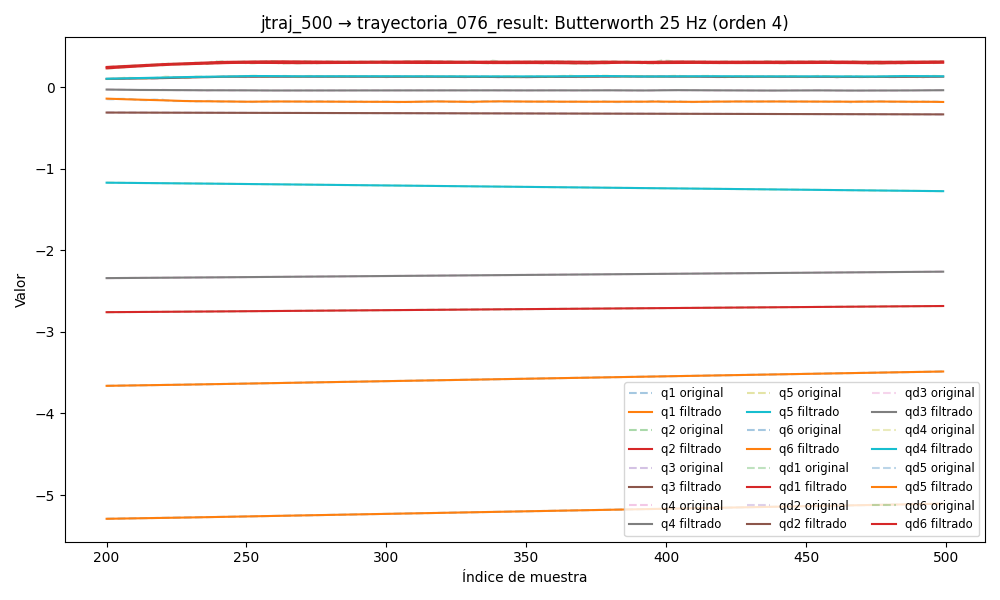 jtraj_500 → trayectoria_076_result: Butterworth 25 Hz (orden 4)
Valor
0
−1
−2
−3
−4
−5
200
250
300
350
400
450
500
Índice de muestra
q1 original
q1 filtrado
q2 original
q2 filtrado
q3 original
q3 filtrado
q4 original
q4 filtrado
q5 original
q5 filtrado
q6 original
q6 filtrado
qd1 original
qd1 filtrado
qd2 original
qd2 filtrado
qd3 original
qd3 filtrado
qd4 original
qd4 filtrado
qd5 original
qd5 filtrado
qd6 original
qd6 filtrado